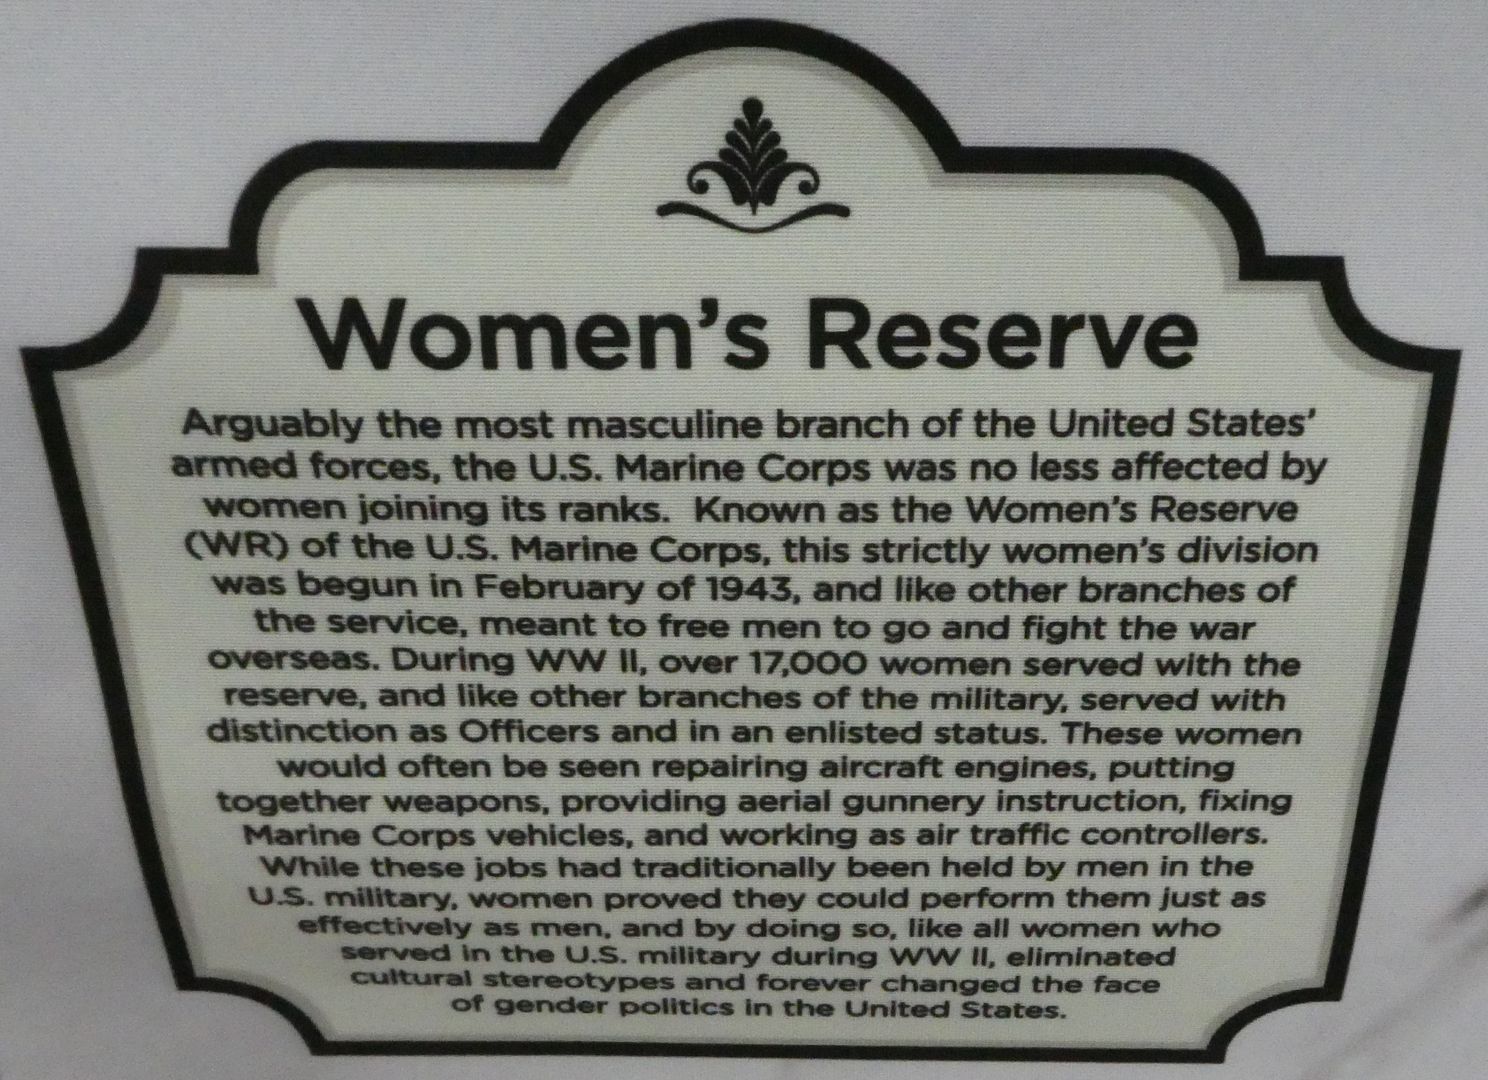 Women's Reserve
Arguably the most masculine branch of the United States'
armed forces, the U.S. Marine Corps was no less affected by
women joining its ranks.  Known as the Women's Reserve
(WR) of the U.S. Marine Corps, this strictly women's division
was begun in February of 1943, and like other branches of
the service, meant to free men to go and fight the war
overseas. During WW II, over 17,000 women served with the
reserve, and like other branches of the military, served with
distinction as Officers and in an enlisted status. These women
would often be seen repairing aircraft engines, putting
together weapons, providing aerial gunnery instruction, fixing
Marine Corps vehicles, and working as air traffic controllers.
While these jobs had traditionally been held by men in the
U.S. military, women proved they could perform them just as
effectively as men, and by doing so, like all women who
served in the U.S. military during WW II, eliminated
cultural stereotypes and forever changed the face
of gender politics in the United States.